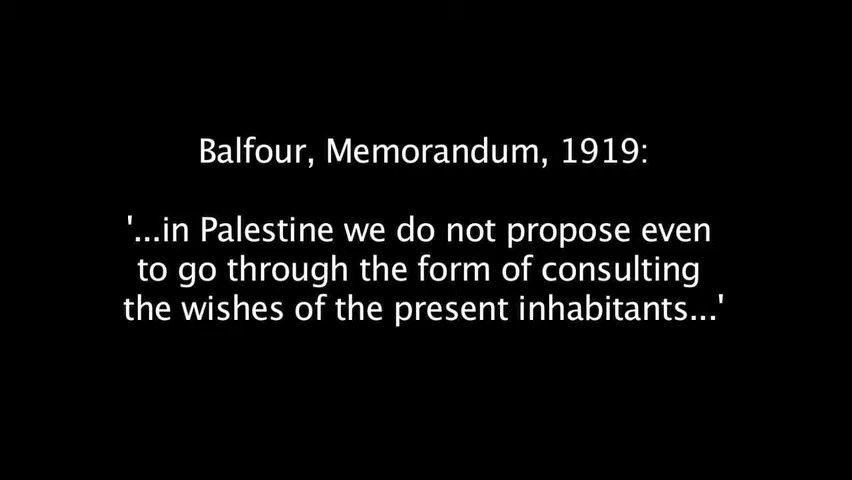 Balfour, Memorandum, 1919:
'...in Palestine we do not propose even
to go through the form of consulting
the wishes of the present inhabitants...'